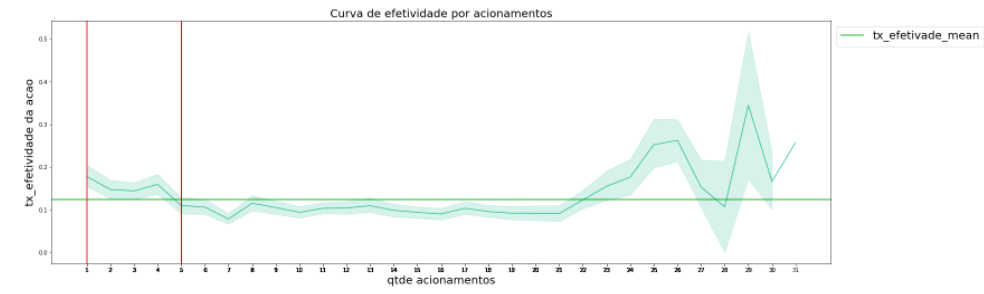 Curva de efetividade por acionamentos
tx_efetivade_mean
tx_efetividade da acao
0.5
0.4
0.3
0.2
0.1
0.0
1 2 3 4 5 6 7 8 9 10 11 12 13 14 15 16 17 18 19 20 21 22 23 24 25 26 27 28 29 30 31
qtde acionamentos